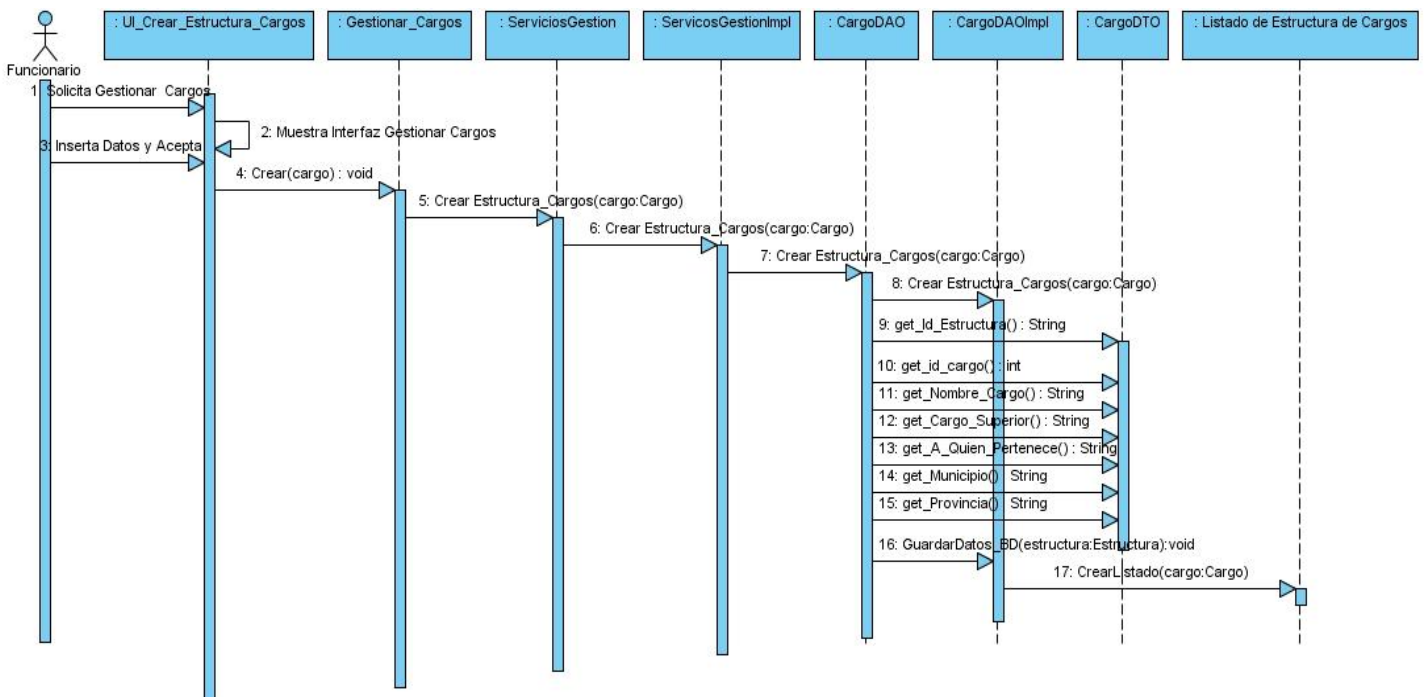 : UI_Crear_Estructura_Cargos
: Gestionar_Cargos
: ServiciosGestion
: ServicosGestionImpl
: CargoDAO
: CargoDAOImpl
: CargoDTO
: Listado de Estructura de Cargos
Funcionario
1: Solicita Gestionar Cargos
2: Muestra Interfaz Gestionar Cargos
3: Inserta Datos y Acepta
4: Crear(cargo) : void
5: Crear Estructura_Cargos(cargo:Cargo)
6: Crear Estructura_Cargos(cargo:Cargo)
7: Crear Estructura_Cargos(cargo:Cargo)
8: Crear Estructura_Cargos(cargo:Cargo)
9: get_Id_Estructura() : String
10: get_id_cargo() : int
11: get_Nombre_Cargo() : String
12: get_Cargo_Superior() : String
13: get_A_Quien_Pertenece() : String
14: get_Municipio() : String
15: get_Provincia() : String
16: GuardarDatos_BD(estructura:Estructura):void
17: CrearListado(cargo:Cargo)